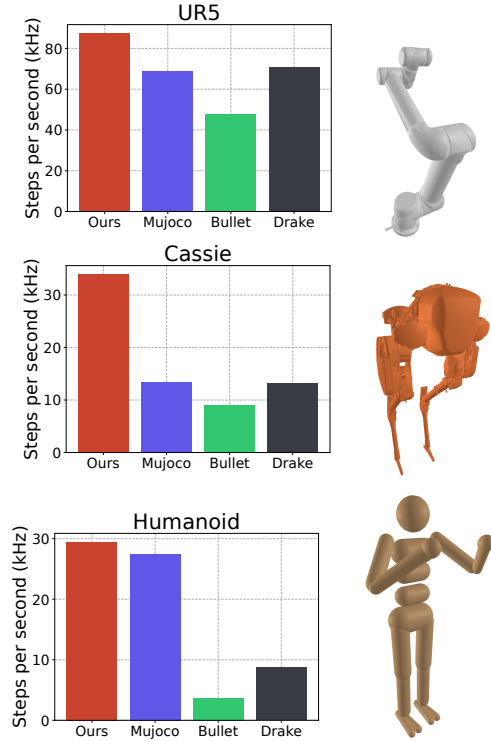 UR5
Steps per second (kHz)
80
60
40
20
0
Ours Mujoco Bullet Drake
Cassie
Steps per second (kHz)
30
20
10
0
Ours Mujoco Bullet Drake
Humanoid
Steps per second (kHz)
30
20
10
0
Ours Mujoco Bullet Drake